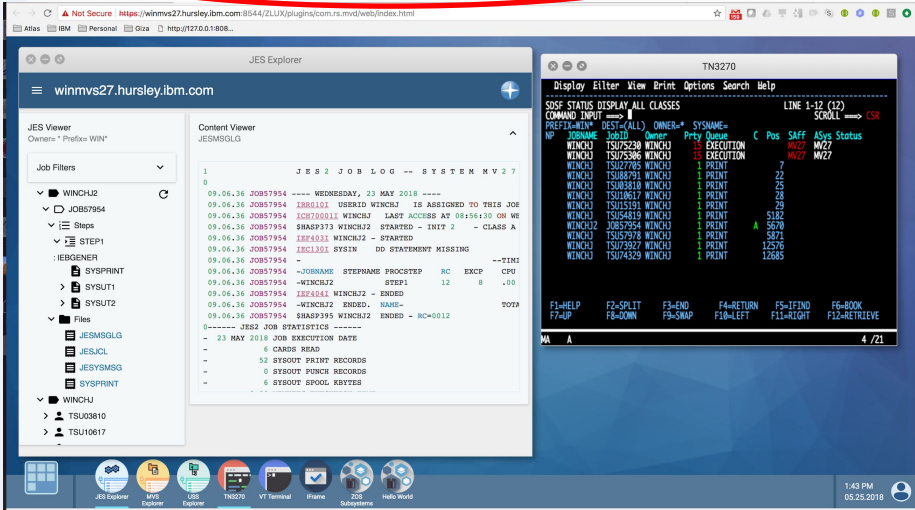 Not Secure https://winmvs27.hursley.ibm.com:8544/ZLUX/plugins/com.rs.mvd/web/index.html
159
Atlas IBM Personal Giza http://127.0.0.1:808...
JES Explorer
winmvs27.hursley.ibm.com
JES Viewer
Owner= * Prefix= WIN*
Job Filters
WINCHJ2
JOB57954
Steps
STEP1
: IEBGENER
SYSPRINT
SYSUT1
SYSUT2
Files
JESMSGLG
JESJCL
JESYSMSG
SYSPRINT
WINCHJ
TSU03810
TSU10617
Content Viewer
JESMSGLG
1 J E S 2 J O B L O G -- S Y S T E M M V 2 7
0
09.06.36 JOB57954 ---- WEDNESDAY, 23 MAY 2018 ----
09.06.36 JOB57954 IRR010I USERID WINCHJ IS ASSIGNED TO THIS JOB
09.06.36 JOB57954 ICH70001I WINCHJ LAST ACCESS AT 08:56:30 ON WE
09.06.36 JOB57954 $HASP373 WINCHJ2 STARTED - INIT 2 - CLASS A
09.06.36 JOB57954 IEF403I WINCHJ2 - STARTED
09.06.36 JOB57954 IEC130I SYSIN DD STATEMENT MISSING
09.06.36 JOB57954 - --TIMI
09.06.36 JOB57954 -JOBNAME STEPNAME PROCSTEP RC EXCP CPU
09.06.36 JOB57954 -WINCHJ2 STEP1 12 8 .00
09.06.36 JOB57954 IEF404I WINCHJ2 - ENDED
09.06.36 JOB57954 -WINCHJ2 ENDED. NAME- TOTA
09.06.36 JOB57954 $HASP395 WINCHJ2 ENDED - RC=0012
0------ JES2 JOB STATISTICS ------
- 23 MAY 2018 JOB EXECUTION DATE
- 6 CARDS READ
- 52 SYSOUT PRINT RECORDS
- 0 SYSOUT PUNCH RECORDS
- 6 SYSOUT SPOOL KBYTES
TN3270
Display Filter View Print Options Search Help
SDSF STATUS DISPLAY ALL CLASSES LINE 1-12 (12)
COMMAND INPUT ===> SCROLL ===> CSR
PREFIX=WIN* DEST=(ALL) OWNER=* SYSNAME=
NP JOBNAME JobID Owner Prty Queue C Pos SAff ASys Status
WINCHJ TSU75230 WINCHJ 15 EXECUTION MV27 MV27
WINCHJ TSU75306 WINCHJ 15 EXECUTION MV27 MV27
WINCHJ TSU27705 WINCHJ 1 PRINT 7
WINCHJ TSU88791 WINCHJ 1 PRINT 22
WINCHJ TSU03810 WINCHJ 1 PRINT 25
WINCHJ TSU10617 WINCHJ 1 PRINT 28
WINCHJ TSU15191 WINCHJ 1 PRINT 29
WINCHJ TSU54819 WINCHJ 1 PRINT 5182
WINCHJ2 JOB57954 WINCHJ 1 PRINT A 5670
WINCHJ TSU57978 WINCHJ 1 PRINT 5871
WINCHJ TSU73927 WINCHJ 1 PRINT 12576
WINCHJ TSU74329 WINCHJ 1 PRINT 12685
F1=HELP F2=SPLIT F3=END F4=RETURN F5=IFIND F6=BOOK
F7=UP F8=DOWN F9=SWAP F10=LEFT F11=RIGHT F12=RETRIEVE
MA A 4 /21
JES Explorer
MVS Explorer
USS Explorer
TN3270
VT Terminal
IFrame
ZOS Subsystems
Hello World
1:43 PM
05.25.2018